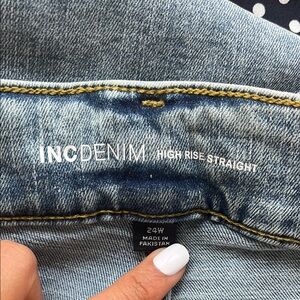 INCDENIM HIGH RISE STRAIGHT
24W
MADE IN
PAKISTAN